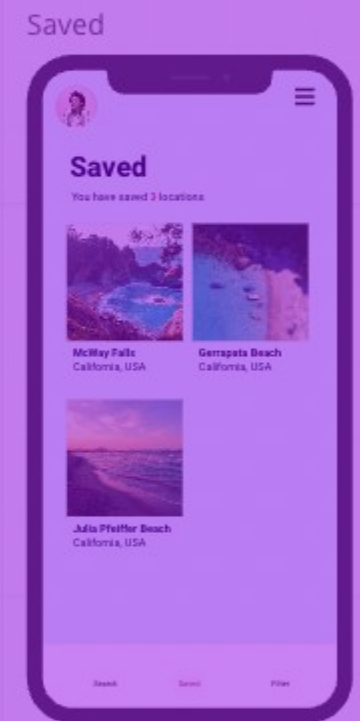 Saved
Saved
You have saved 3 locations
McWay Falls
California, USA
Garrapata Beach
California, USA
Julia Pfeiffer Beach
California, USA
Search
Saved
Filter